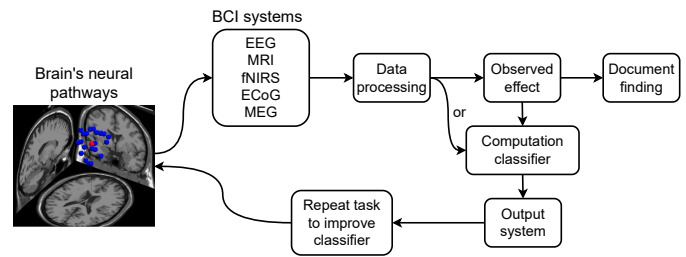 BCI systems
EEG
MRI
fNIRS
ECoG
MEG
Brain's neural
pathways
Data
processing
Observed
effect
Document
finding
or
Computation
classifier
Repeat task
to improve
classifier
Output
system